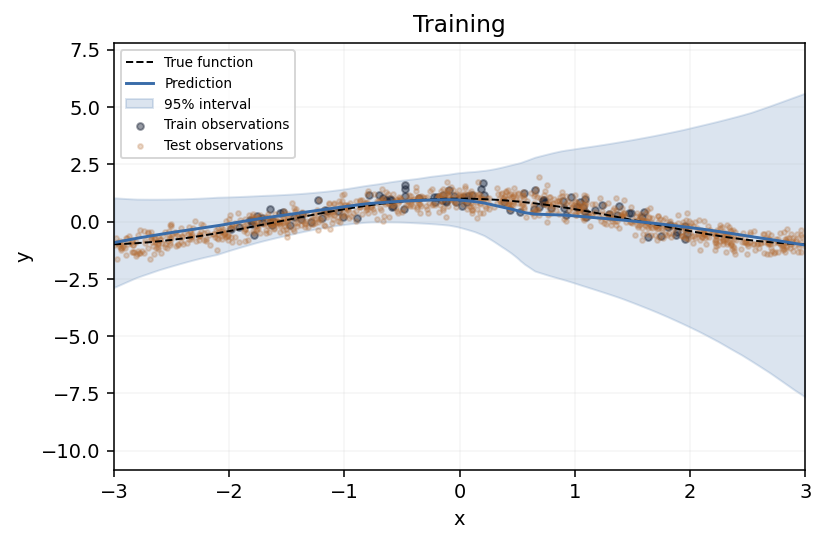 Training
7.5
5.0
2.5
0.0
−2.5
−5.0
−7.5
−10.0
y
True function
Prediction
95% interval
Train observations
Test observations
−3
−2
−1
0
1
2
3
x